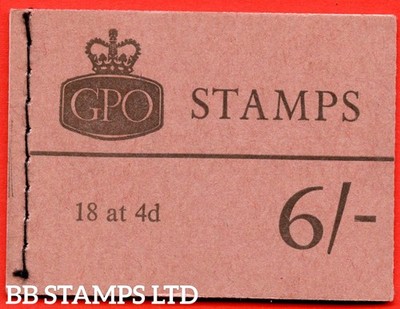 GPO STAMPS
18 at 4d 6/-
BB STAMPS LTD